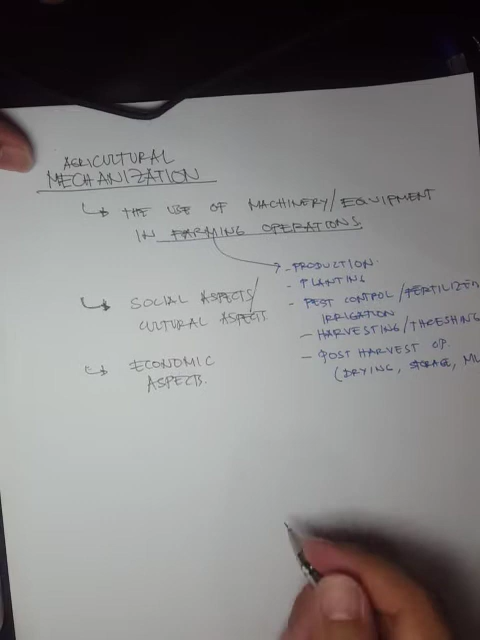 AGRICULTURAL
MECHANIZATION
↳ THE USE OF MACHINERY/EQUIPMENT
IN FARMING OPERATIONS.
- PRODUCTION.
- PLANTING
- PEST CONTROL/FERTILIZER
IRRIGATION
- HARVESTING/THRESHING
- POST HARVEST OP.
(DRYING, STORAGE,
↳ SOCIAL ASPECTS/
CULTURAL ASPECTS
↳ ECONOMIC
ASPECTS.